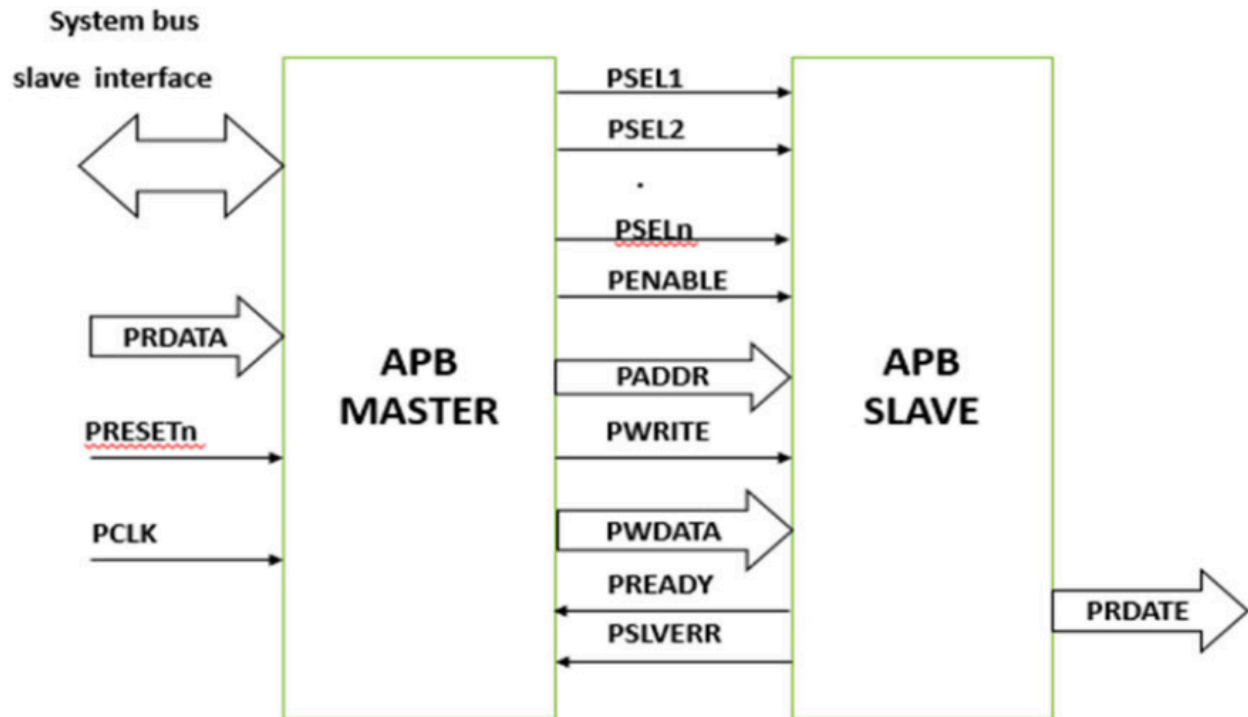 System bus
slave interface
PRDATA
PRESETn
PCLK
APB
MASTER
PSEL1
PSEL2
.
PSELn
PENABLE
PADDR
PWRITE
PWDATA
PREADY
PSLVERR
APB
SLAVE
PRDATE